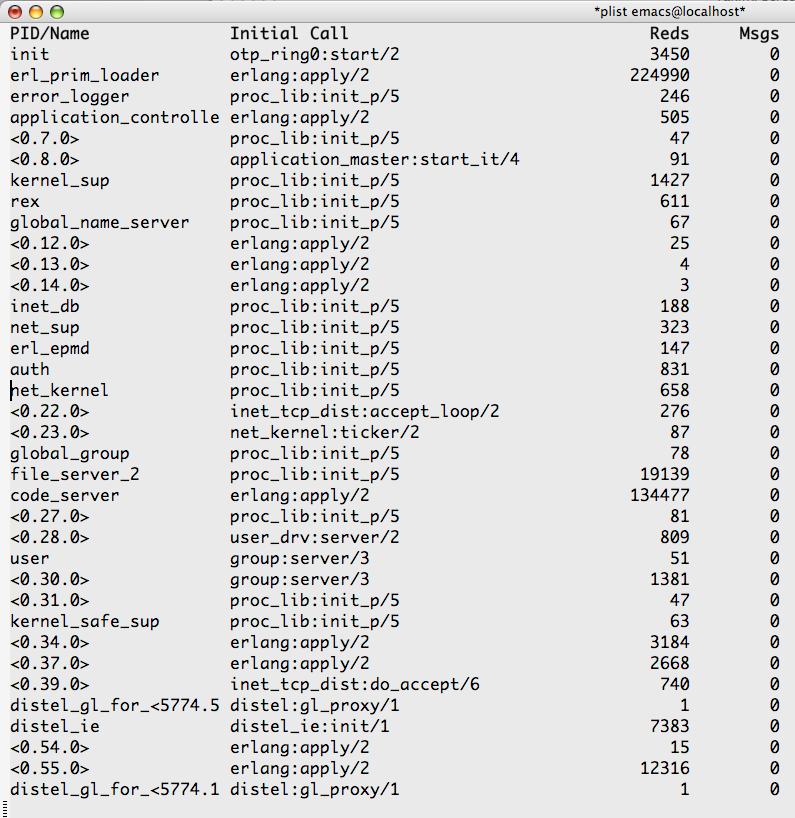 *plist emacs@localhost*
PID/Name Initial Call Reds Msgs
init otp_ring0:start/2 3450 0
erl_prim_loader erlang:apply/2 224990 0
error_logger proc_lib:init_p/5 246 0
application_controlle erlang:apply/2 505 0
<0.7.0> proc_lib:init_p/5 47 0
<0.8.0> application_master:start_it/4 91 0
kernel_sup proc_lib:init_p/5 1427 0
rex proc_lib:init_p/5 611 0
global_name_server proc_lib:init_p/5 67 0
<0.12.0> erlang:apply/2 25 0
<0.13.0> erlang:apply/2 4 0
<0.14.0> erlang:apply/2 3 0
inet_db proc_lib:init_p/5 188 0
net_sup proc_lib:init_p/5 323 0
erl_epmd proc_lib:init_p/5 147 0
auth proc_lib:init_p/5 831 0
net_kernel proc_lib:init_p/5 658 0
<0.22.0> inet_tcp_dist:accept_loop/2 276 0
<0.23.0> net_kernel:ticker/2 87 0
global_group proc_lib:init_p/5 78 0
file_server_2 proc_lib:init_p/5 19139 0
code_server erlang:apply/2 134477 0
<0.27.0> proc_lib:init_p/5 81 0
<0.28.0> user_drv:server/2 809 0
user group:server/3 51 0
<0.30.0> group:server/3 1381 0
<0.31.0> proc_lib:init_p/5 47 0
kernel_safe_sup proc_lib:init_p/5 63 0
<0.34.0> erlang:apply/2 3184 0
<0.37.0> erlang:apply/2 2668 0
<0.39.0> inet_tcp_dist:do_accept/6 740 0
distel_gl_for_<5774.5 distel:gl_proxy/1 1 0
distel_ie distel_ie:init/1 7383 0
<0.54.0> erlang:apply/2 15 0
<0.55.0> erlang:apply/2 12316 0
distel_gl_for_<5774.1 distel:gl_proxy/1 1 0